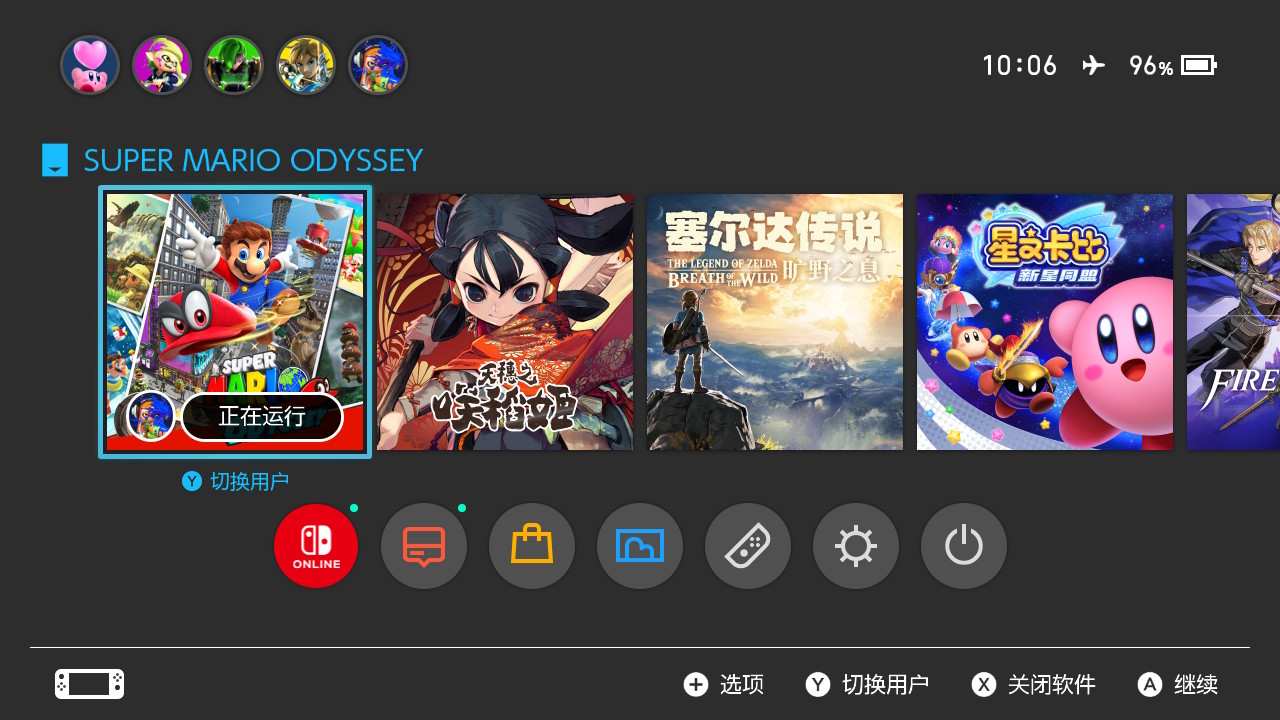 10:06
96%
SUPER MARIO ODYSSEY
SUPER
正在运行
天穗之
咲稻姬
塞尔达传说
THE LEGEND OF ZELDA
BREATH OF THE WILD
旷野之息
星之卡比
新星同盟
FIRE
Y 切换用户
ONLINE
+ 选项
Y 切换用户
X 关闭软件
A 继续